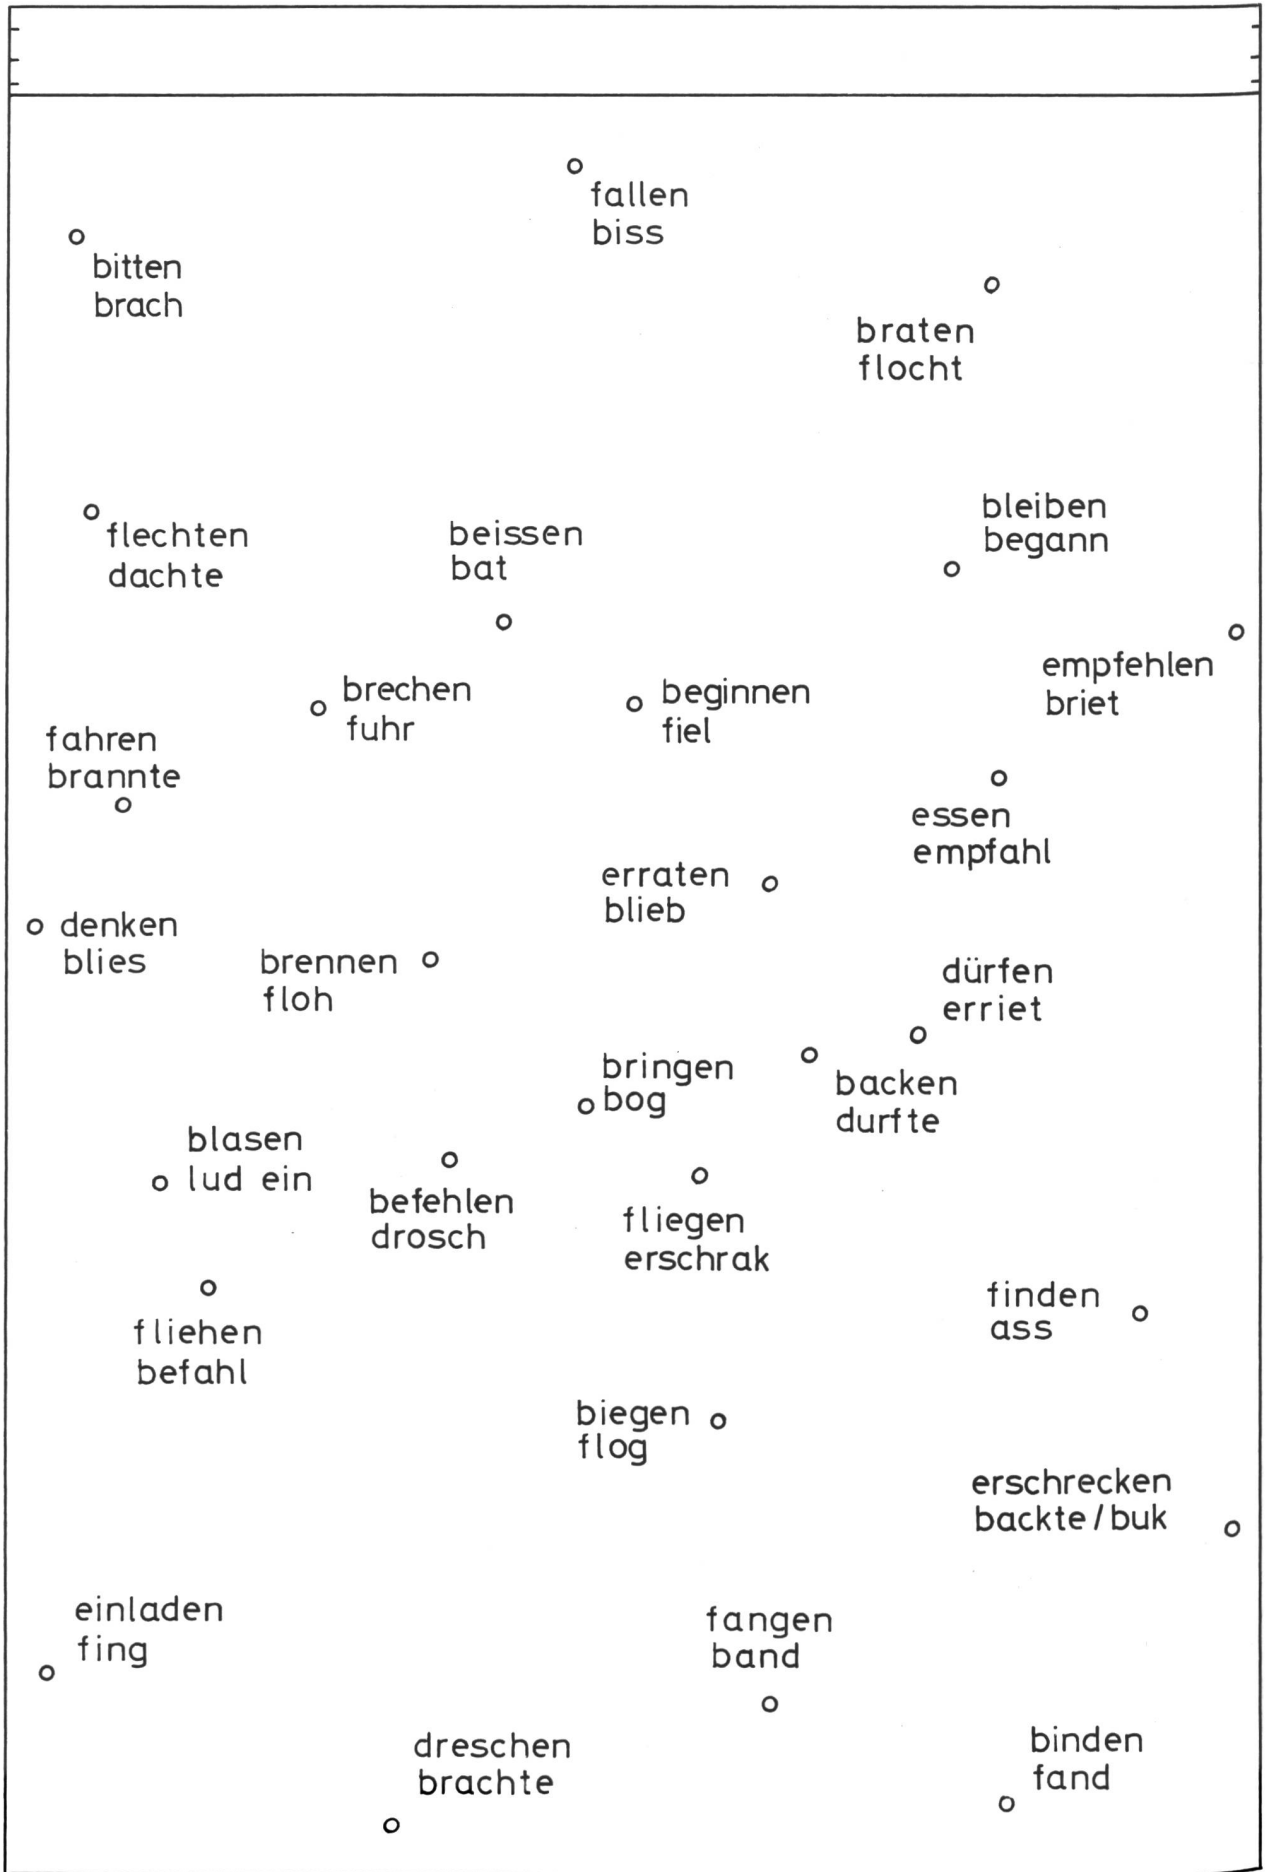 fallen
biss
bitten
brach
braten
flocht
bleiben
begann
flechten
dachte
beissen
bat
empfehlen
briet
brechen
fuhr
beginnen
fiel
fahren
brannte
essen
empfahl
erraten
blieb
denken
blies
brennen
floh
dürfen
erriet
bringen
bog
backen
durfte
blasen
lud ein
befehlen
drosch
fliegen
erschrak
finden
ass
fliehen
befahl
biegen
flog
erschrecken
backte/buk
einladen
fing
fangen
band
dreschen
brachte
binden
fand